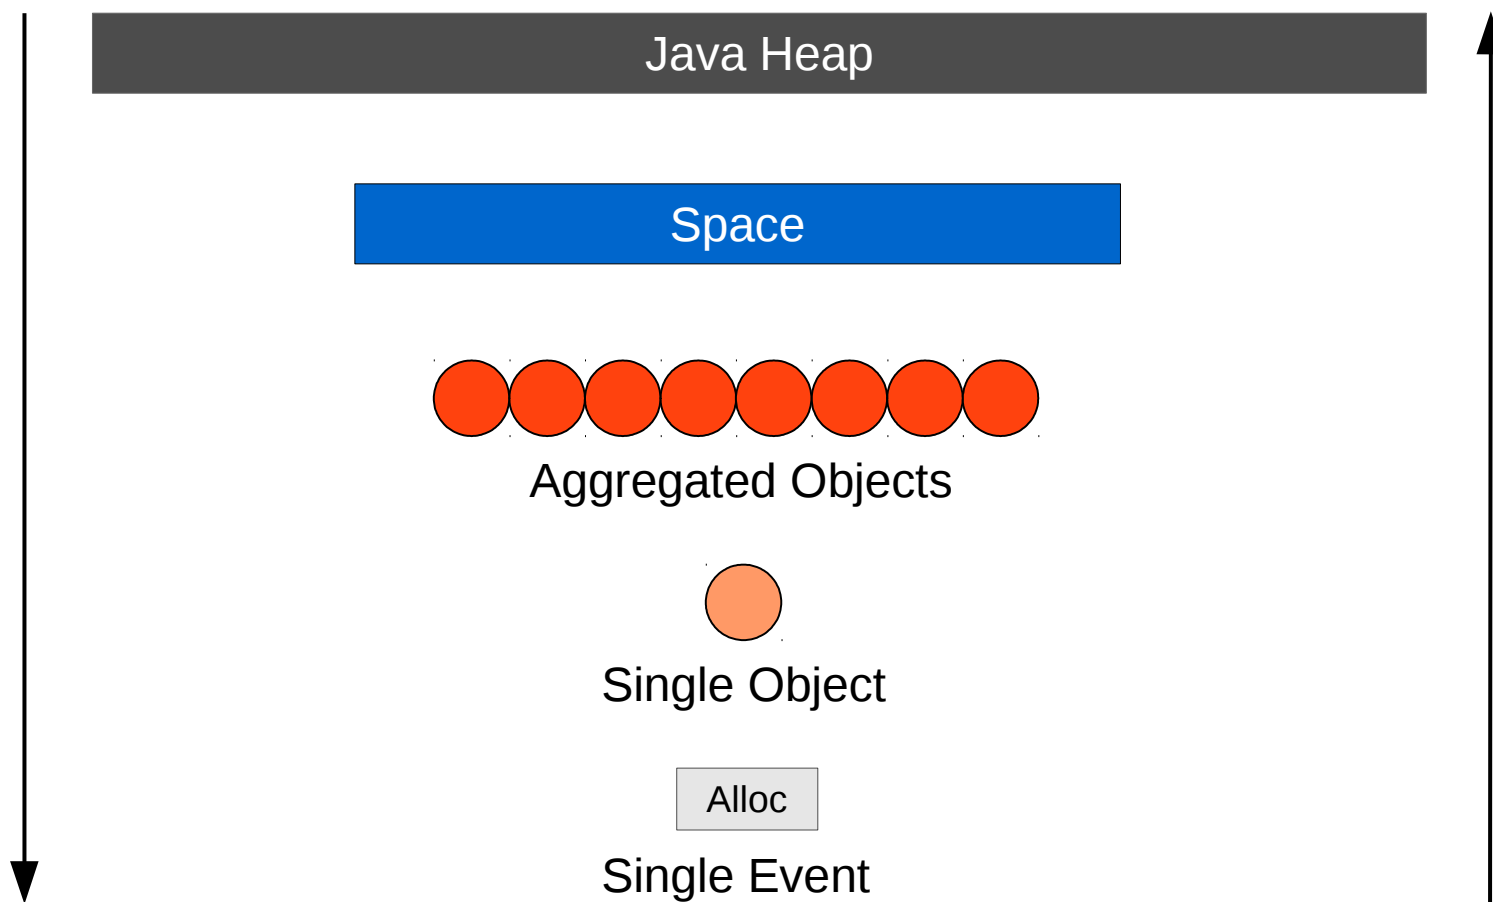 Java Heap
Space
Aggregated Objects
Single Object
Alloc
Single Event